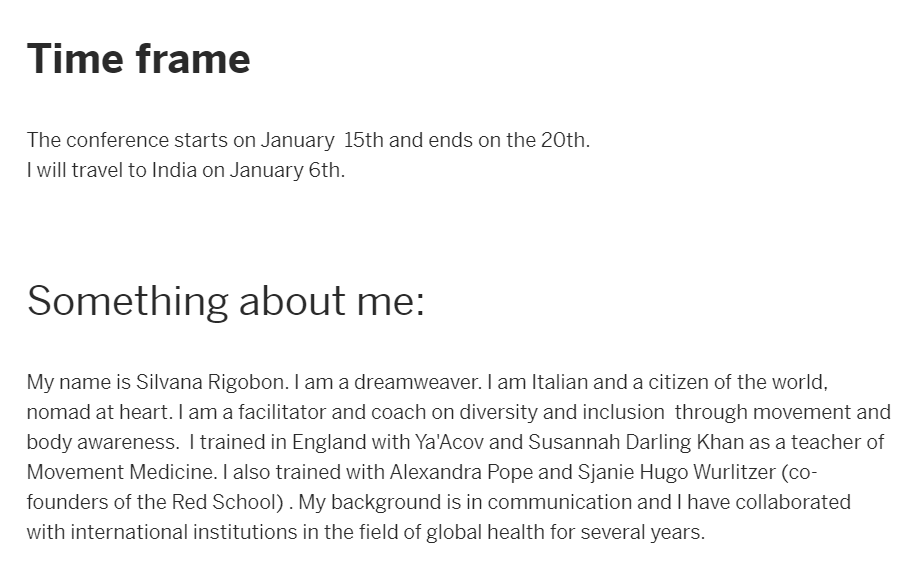 Time frame
The conference starts on January  15th and ends on the 20th.
I will travel to India on January 6th.
Something about me:
My name is Silvana Rigobon. I am a dreamweaver. I am Italian and a citizen of the world,
nomad at heart. I am a facilitator and coach on diversity and inclusion  through movement and
body awareness.  I trained in England with Ya'Acov and Susannah Darling Khan as a teacher of
Movement Medicine. I also trained with Alexandra Pope and Sjanie Hugo Wurlitzer (co-
founders of the Red School) . My background is in communication and I have collaborated
with international institutions in the field of global health for several years.